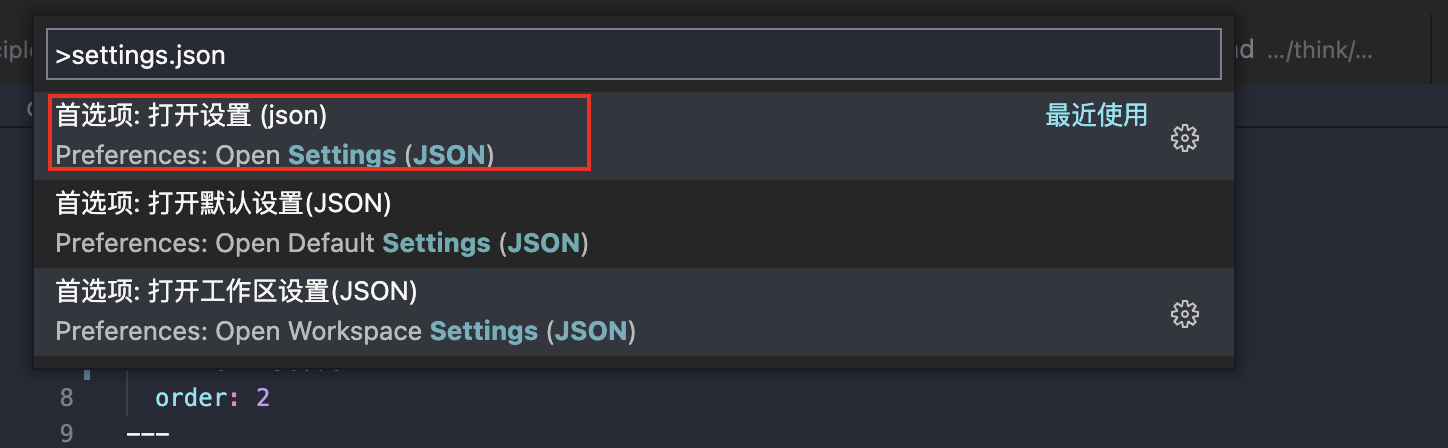 >settings.json
nd …/think/...
首选项: 打开设置 (json)
最近使用
Preferences: Open Settings (JSON)
首选项: 打开默认设置(JSON)
Preferences: Open Default Settings (JSON)
首选项: 打开工作区设置(JSON)
Preferences: Open Workspace Settings (JSON)
8 order: 2
9 ---